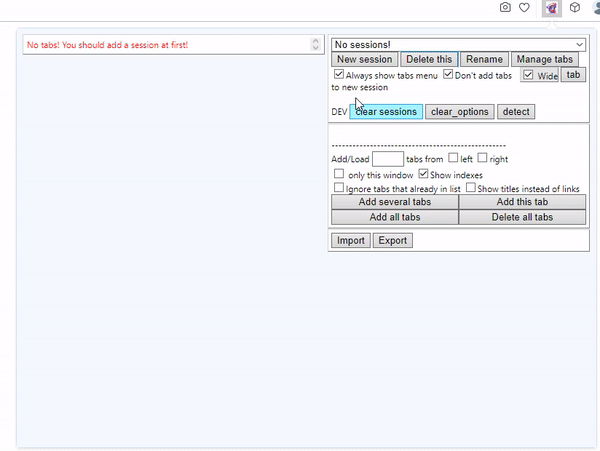 No tabs! You should add a session at first!
No sessions!
New session Delete this Rename Manage tabs
Always show tabs menu Don't add tabs Wide tab
to new session
DEV clear sessions clear_options detect
------------------------------------------------
Add/Load tabs from left right
only this window Show indexes
Ignore tabs that already in list Show titles instead of links
Add several tabs Add this tab
Add all tabs Delete all tabs
Import Export